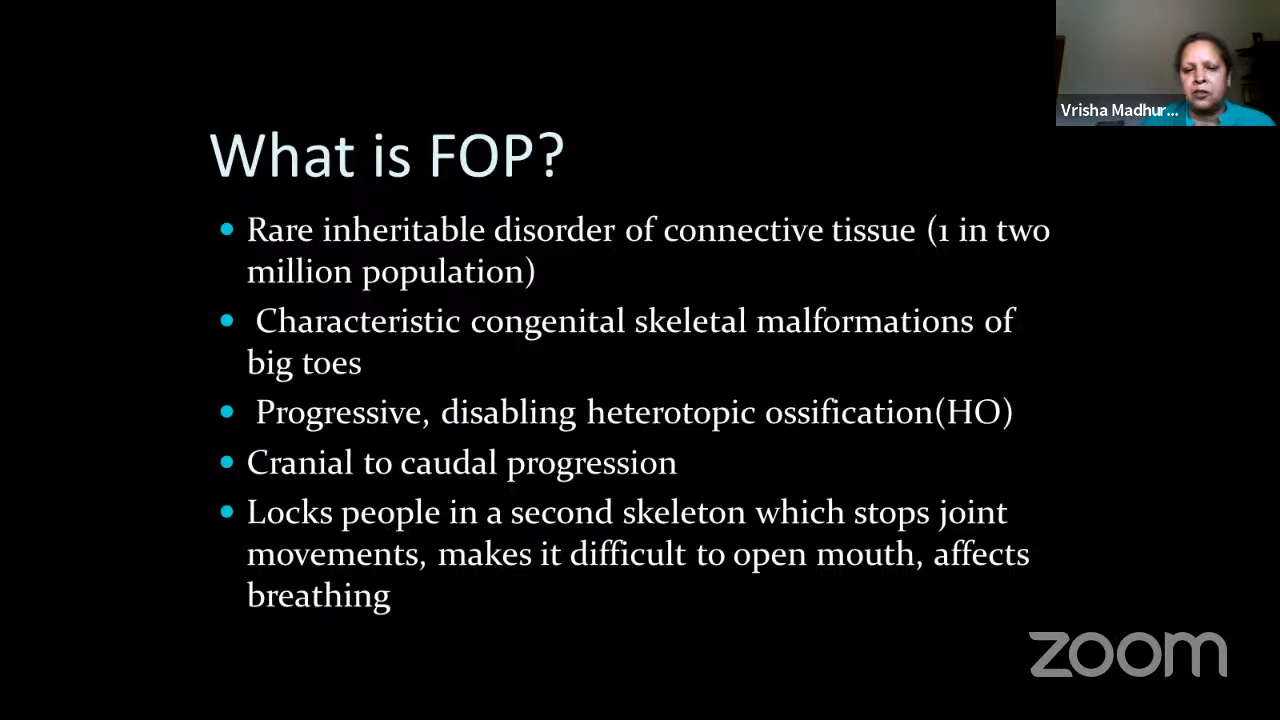 Vrisha Madhur...
What is FOP?
• Rare inheritable disorder of connective tissue (1 in two
million population)
• Characteristic congenital skeletal malformations of
big toes
• Progressive, disabling heterotopic ossification(HO)
• Cranial to caudal progression
• Locks people in a second skeleton which stops joint
movements, makes it difficult to open mouth, affects
breathing
zoom